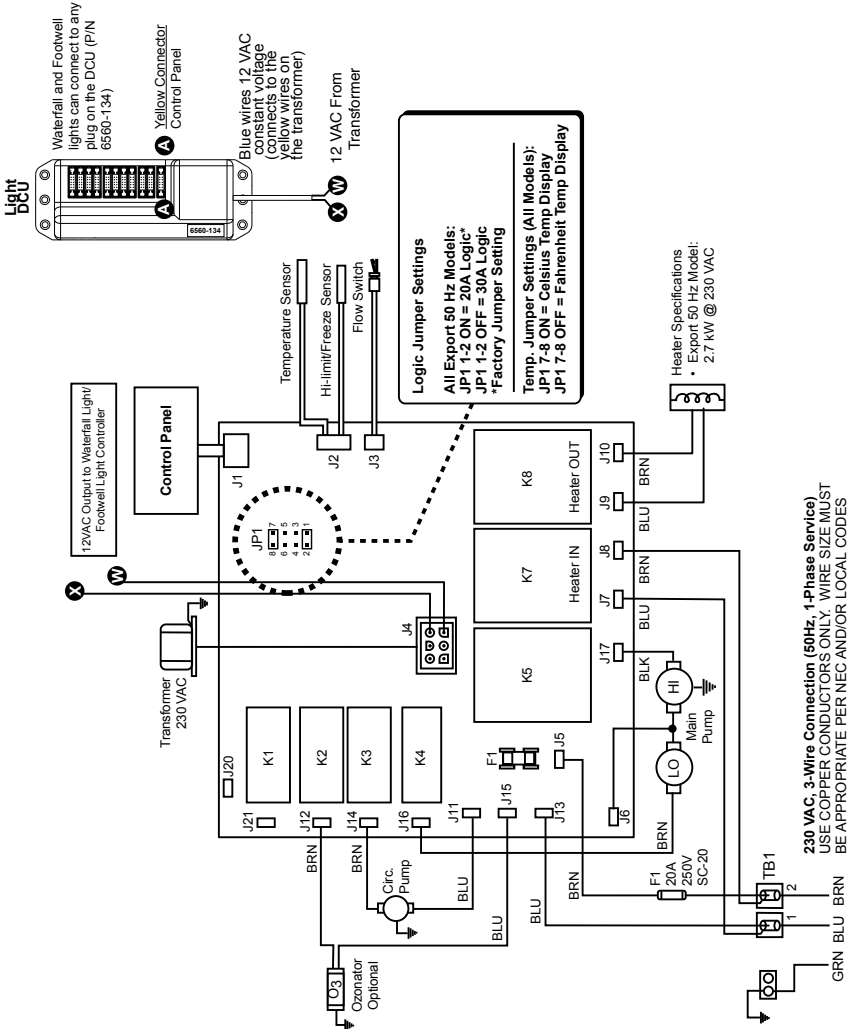 Light
DCU
Waterfall and Footwell
lights can connect to any
plug on the DCU (P/N
6560-134)
A Yellow Connector
Control Panel
A
6560-134
Blue wires 12 VAC
constant voltage
(connects to the
yellow wires on
the transformer)
X W 12 VAC From
Transformer
12VAC Output to Waterfall Light/
Footwell Light Controller
X
W
Control Panel
Transformer
230 VAC
Temperature Sensor
Hi-limit/Freeze Sensor
Flow Switch
J1
J2
J3
JP1
8 7
6 5
4 3
2 1
J4
Logic Jumper Settings
All Export 50 Hz Models:
JP1 1-2 ON = 20A Logic*
JP1 1-2 OFF = 30A Logic
*Factory Jumper Setting
Temp. Jumper Settings (All Models):
JP1 7-8 ON = Celsius Temp Display
JP1 7-8 OFF = Fahrenheit Temp Display
J20
J21
K1
K2
K3
K4
K5
K7
Heater IN
K8
Heater OUT
J12
J14
J16
J11
J15
J13
F1
J5
J6
J17
J7
J8
J9
J10
BRN
BRN
BLU
BLU
BLU
BRN
BRN
BLK
BLU
BRN
BLU
BRN
Circ.
Pump
O3
Ozonator
Optional
LO
HI
Main
Pump
Heater Specifications
• Export 50 Hz Model:
2.7 kW @ 230 VAC
F1
20A
250V
SC-20
TB1
1
2
GRN
BLU
BRN
230 VAC, 3-Wire Connection (50Hz, 1-Phase Service)
USE COPPER CONDUCTORS ONLY. WIRE SIZE MUST
BE APPROPRIATE PER NEC AND/OR LOCAL CODES